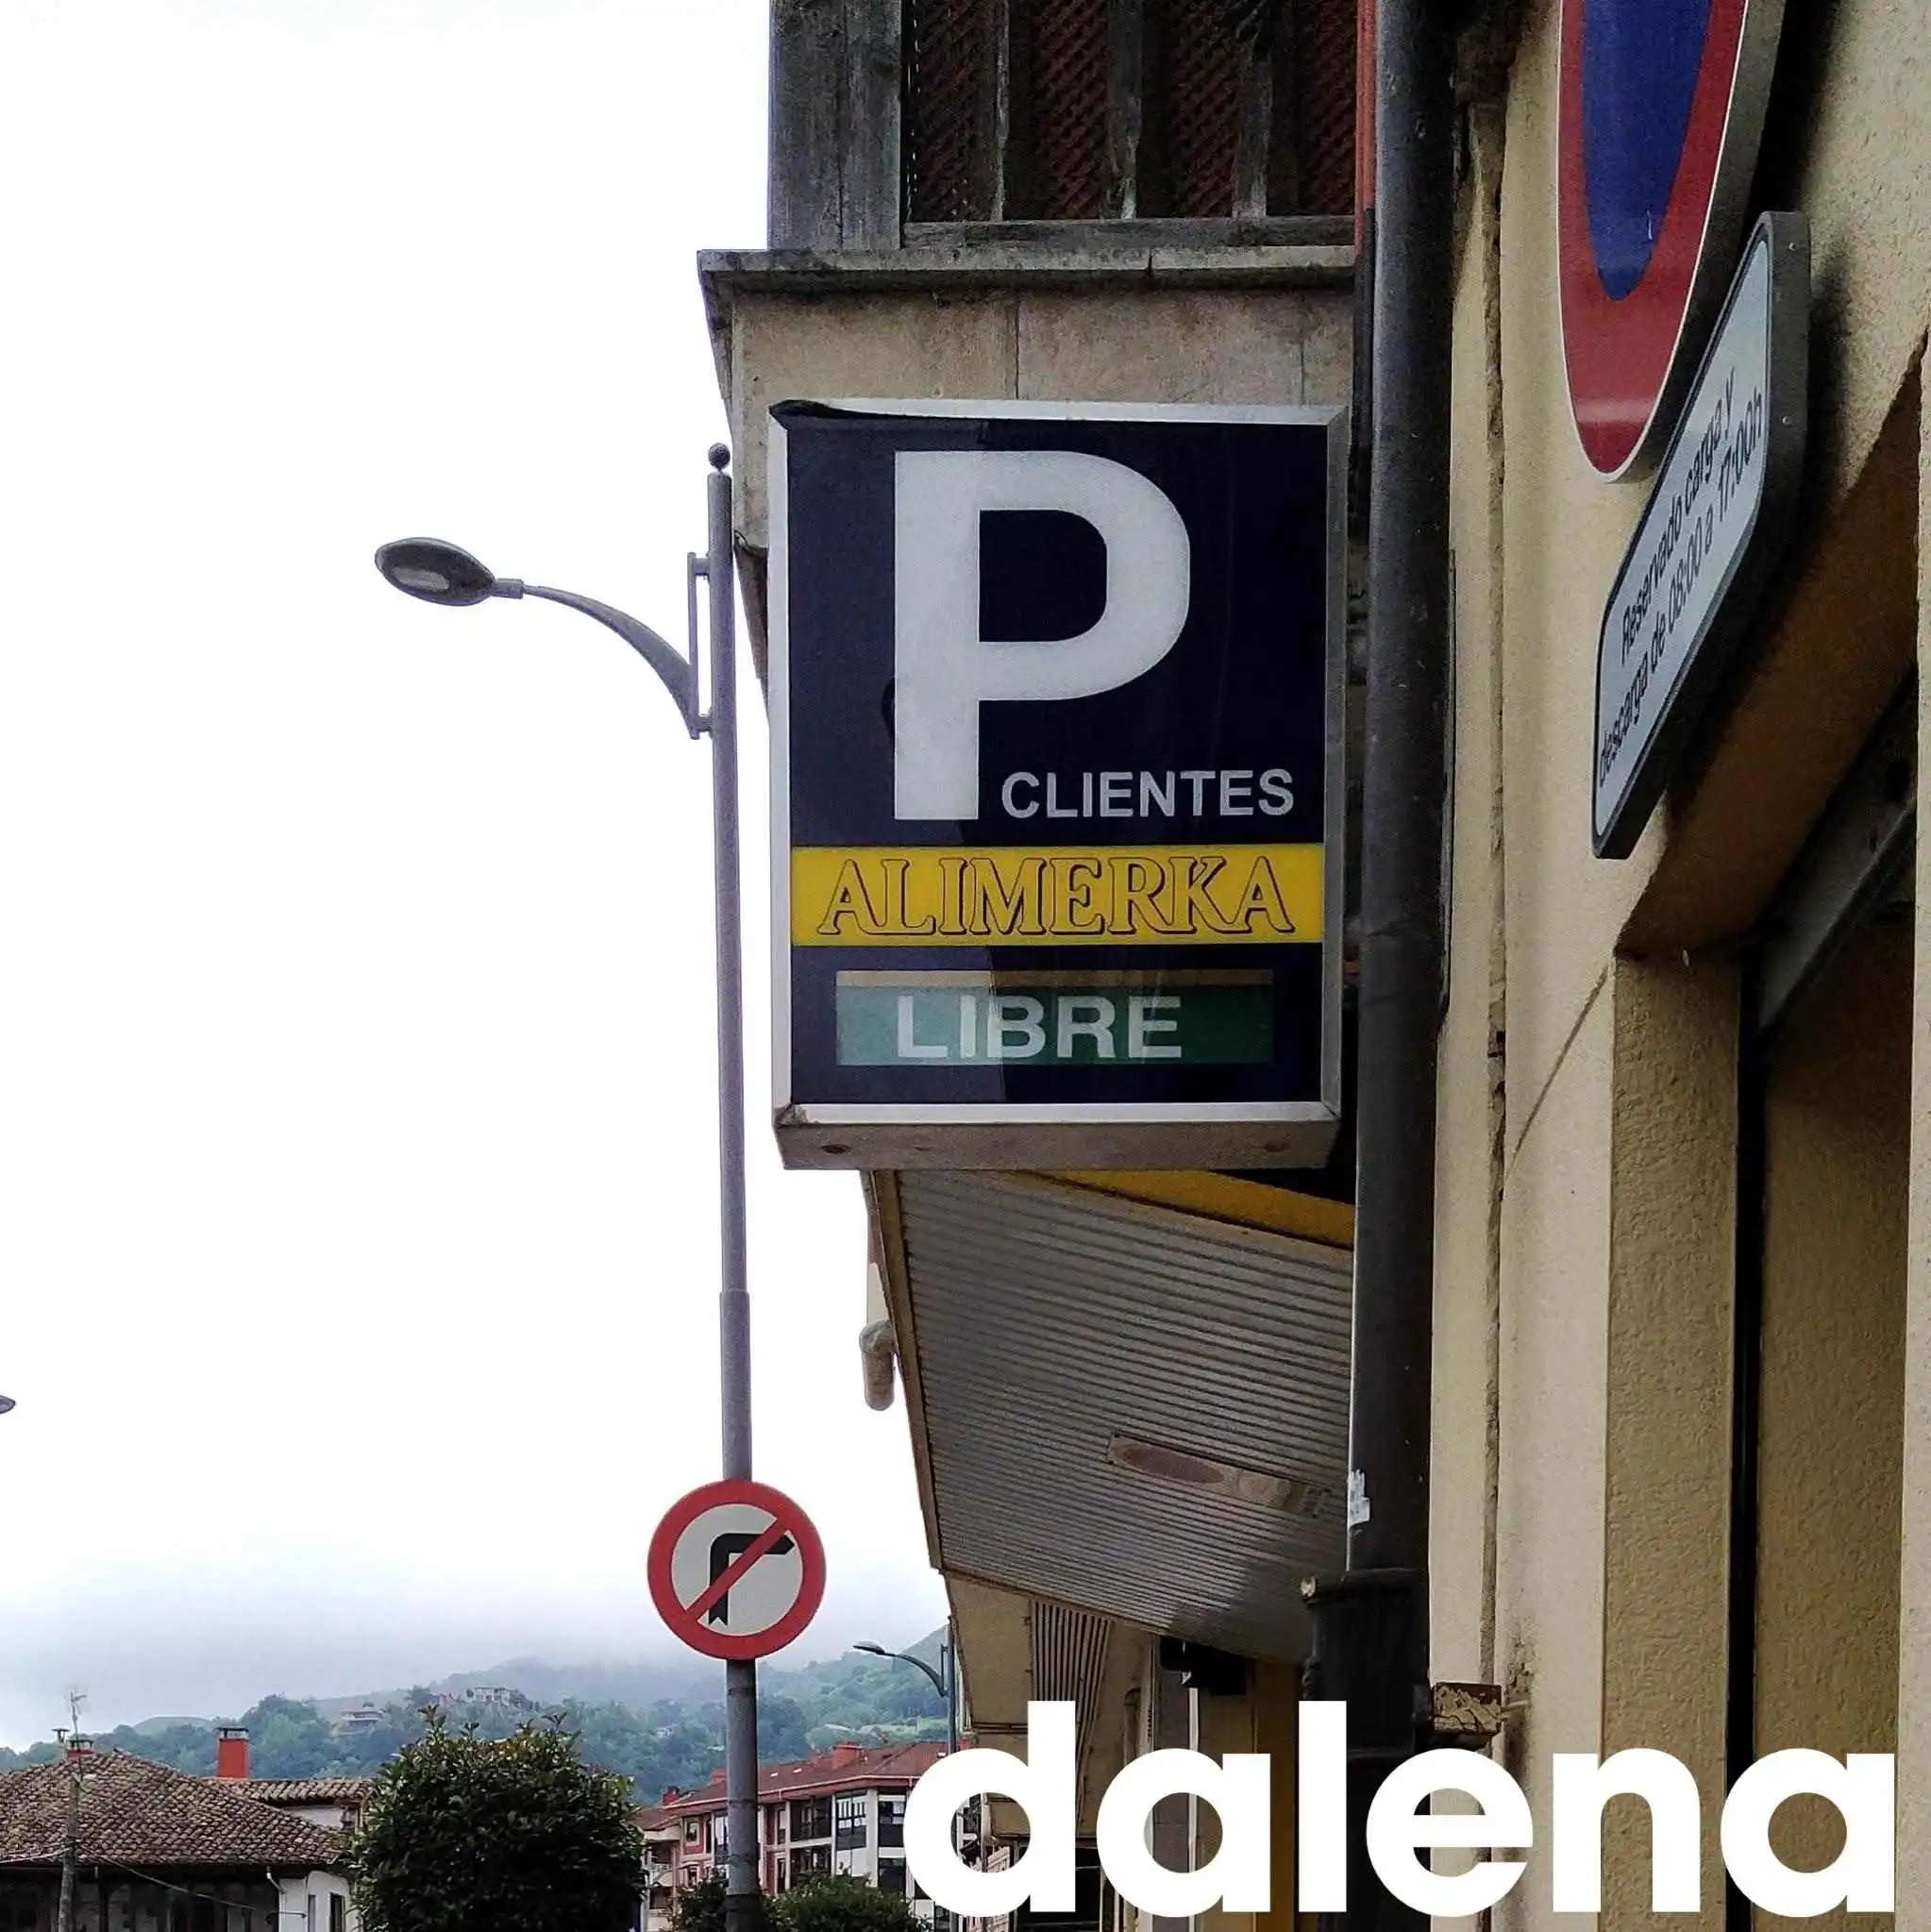 P
CLIENTES
ALIMERKA
LIBRE
Reservado carga y
descarga de 08:00 a 17:00h
dalena